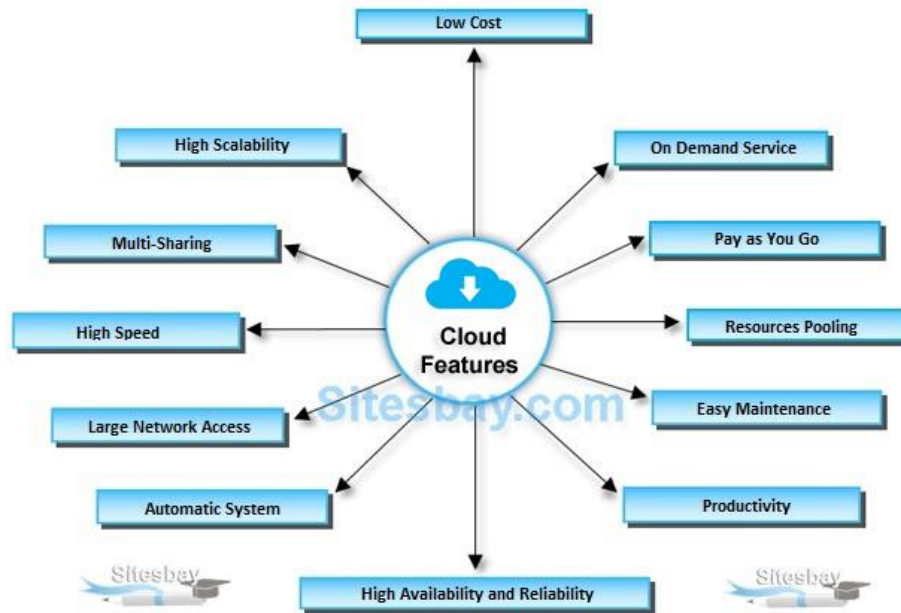 Low Cost
High Scalability
On Demand Service
Multi-Sharing
Pay as You Go
High Speed
Resources Pooling
Cloud
Features
Sitesbay.com
Large Network Access
Easy Maintenance
Automatic System
Productivity
High Availability and Reliability
Sitesbay
Sitesbay